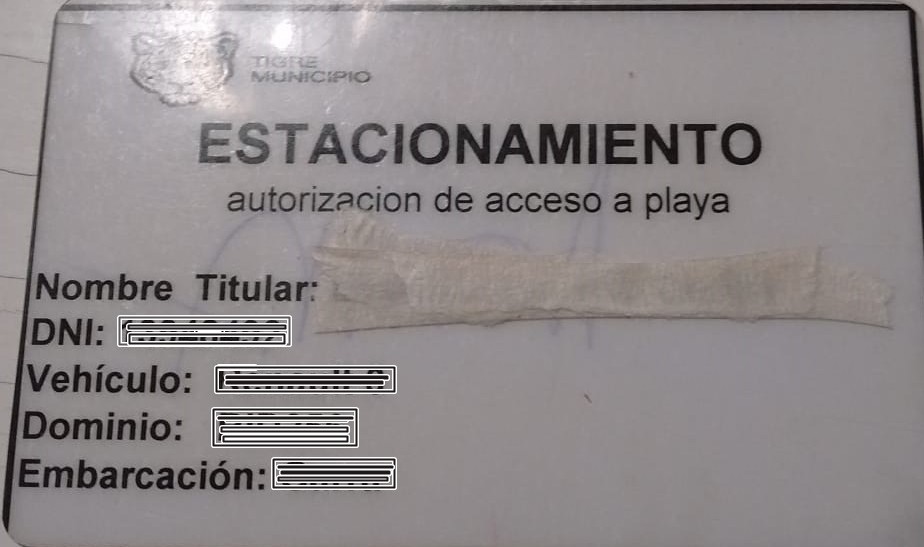 TIGRE
MUNICIPIO
ESTACIONAMIENTO
autorizacion de acceso a playa
Nombre Titular:
DNI:
Vehículo:
Dominio:
Embarcación: